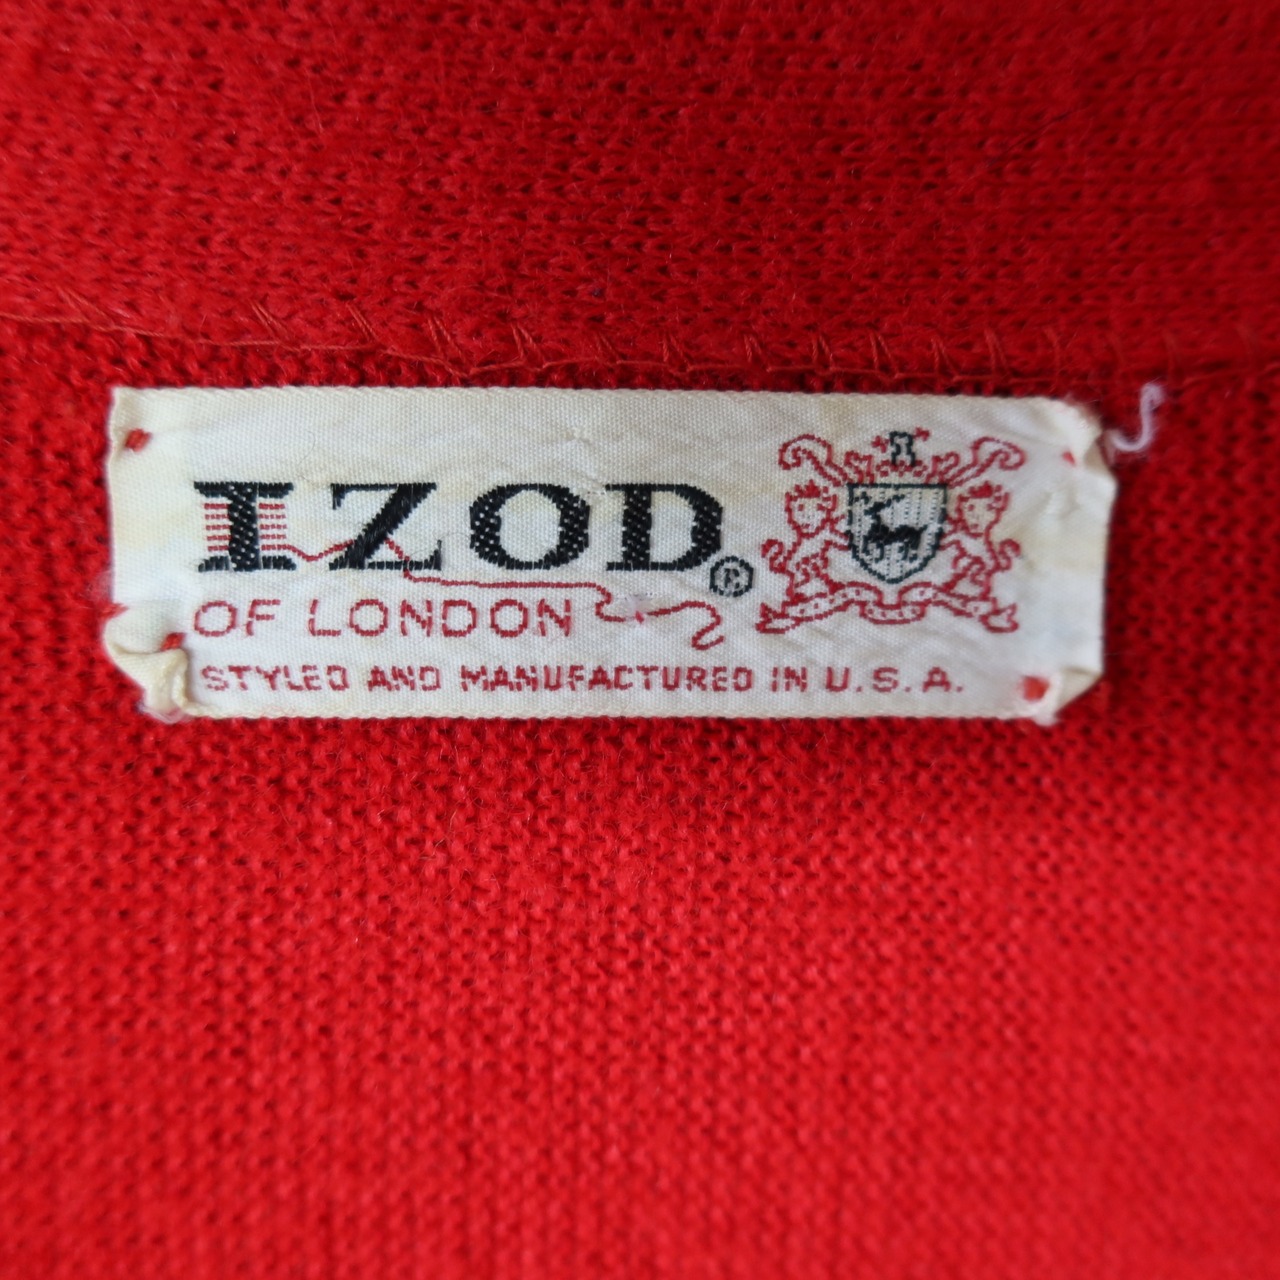 IZOD®
OF LONDON
STYLED AND MANUFACTURED IN U.S.A.